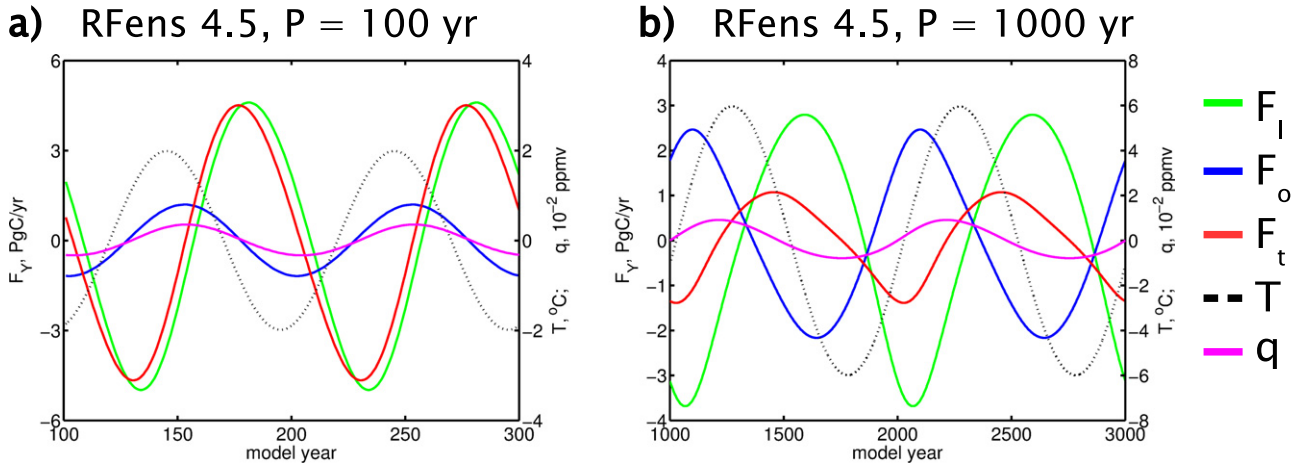 a) RFens 4.5, P = 100 yr
6
3
0
−3
−6
F_Y, PgC/yr
4
2
0
−2
−4
T, °C; q, 10⁻² ppmv
100 150 200 250 300
model year
b) RFens 4.5, P = 1000 yr
4
3
2
1
0
−1
−2
−3
−4
F_Y, PgC/yr
8
6
4
2
0
−2
−4
−6
−8
T, °C; q, 10⁻² ppmv
1000 1500 2000 2500 3000
model year
F_l
F_o
F_t
T
q